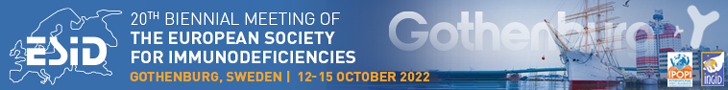 ESID
20TH BIENNIAL MEETING OF
THE EUROPEAN SOCIETY
FOR IMMUNODEFICIENCIES
GOTHENBURG, SWEDEN | 12-15 OCTOBER 2022
Gothenburg
IPOPI
INGID